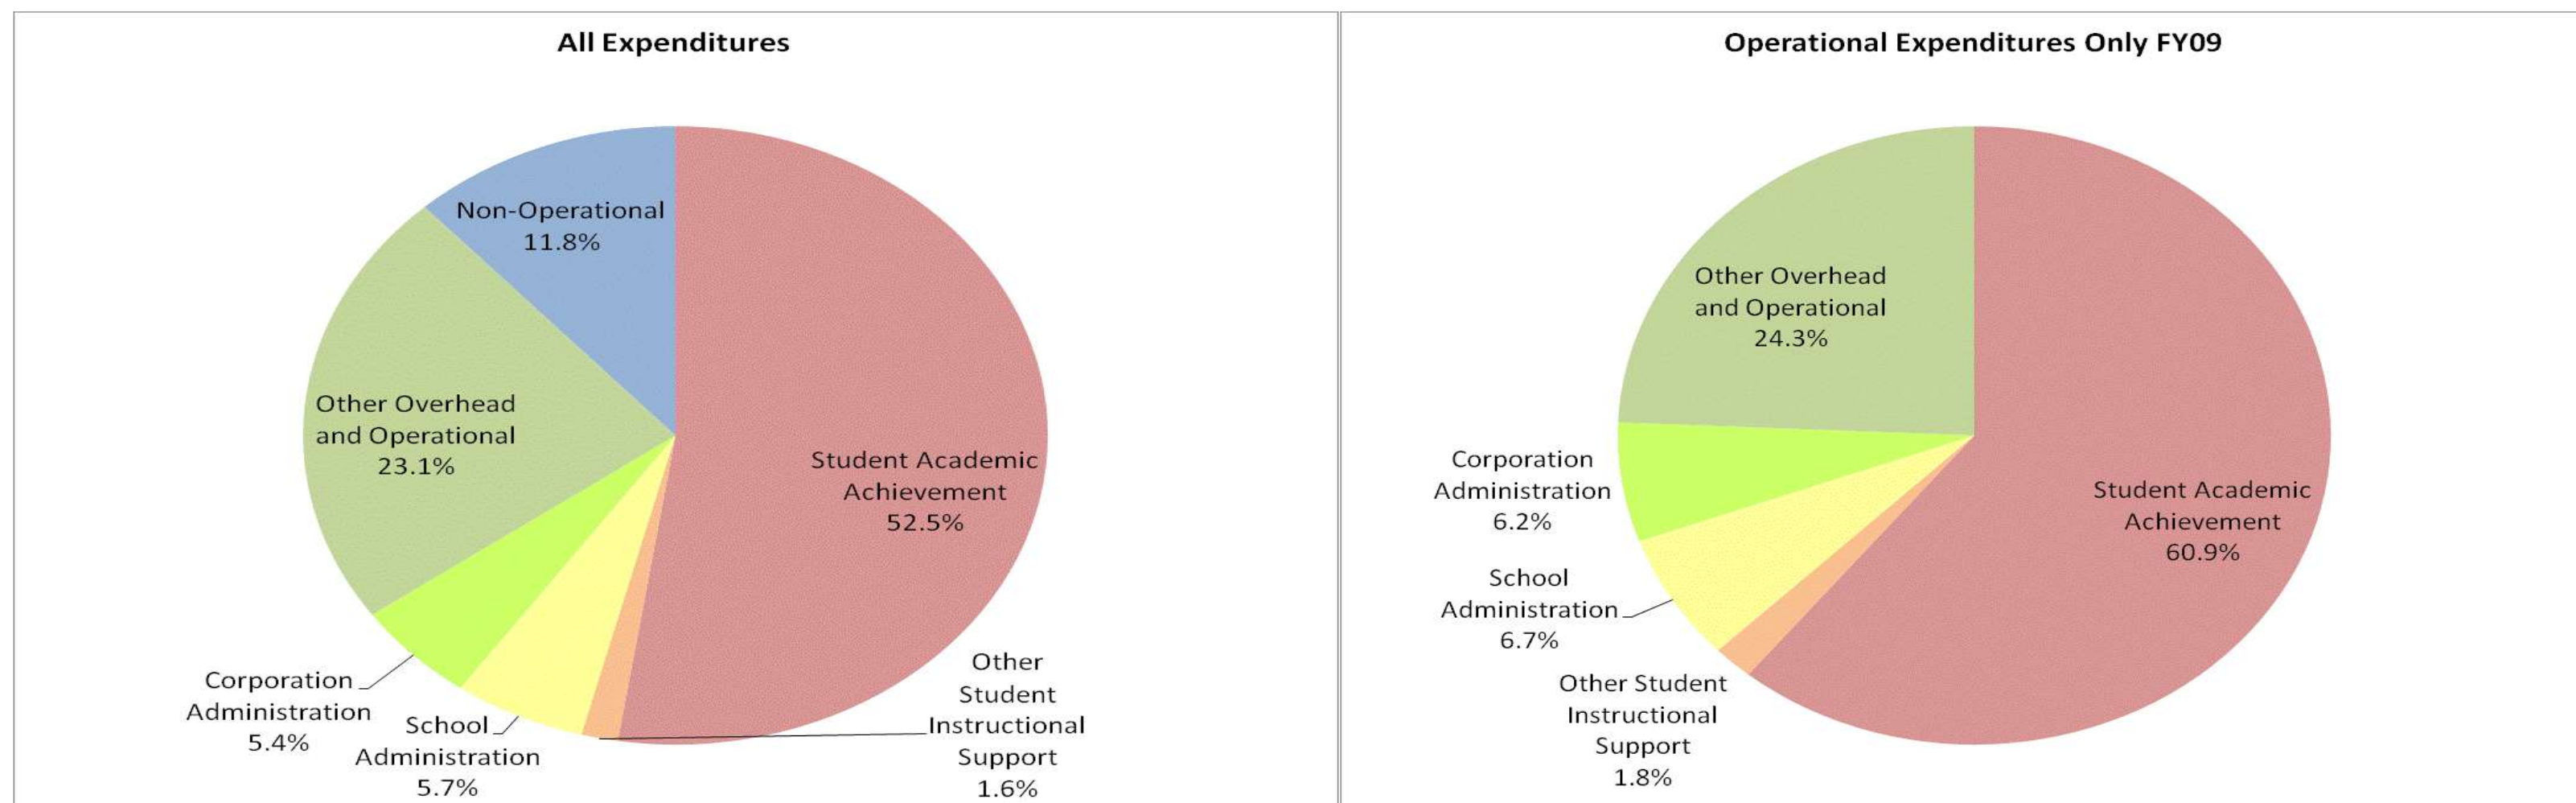 All Expenditures
Non-Operational
11.8%
Other Overhead
and Operational
23.1%
Student Academic
Achievement
52.5%
Corporation
Administration
5.4%
School
Administration
5.7%
Other
Student
Instructional
Support
1.6%
Operational Expenditures Only FY09
Other Overhead
and Operational
24.3%
Corporation
Administration
6.2%
Student Academic
Achievement
60.9%
School
Administration
6.7%
Other Student
Instructional
Support
1.8%